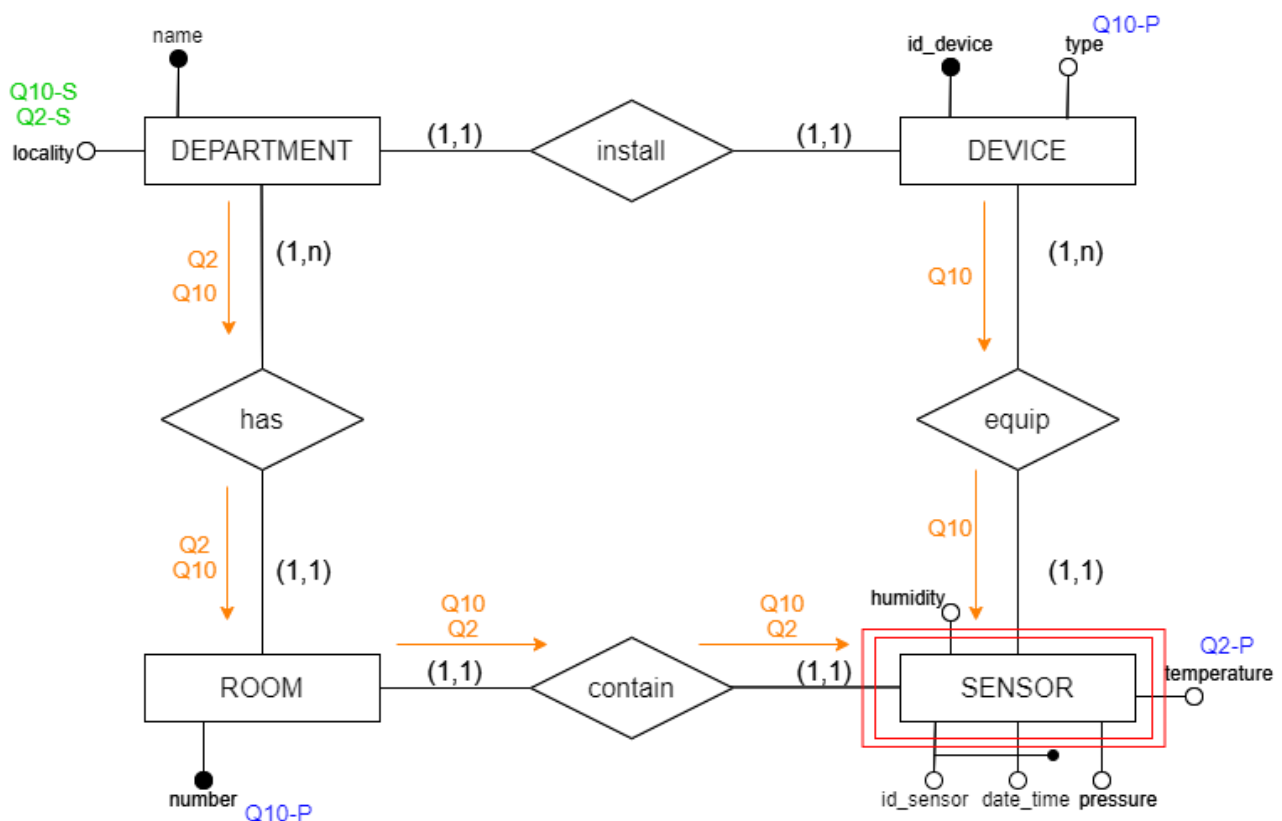 name
Q10-P
id_device
type
Q10-S
Q2-S
locality
DEPARTMENT
(1,1)
install
(1,1)
DEVICE
(1,n)
(1,n)
Q2
Q10
Q10
has
equip
Q2
Q10
(1,1)
Q10
(1,1)
humidity
Q10
Q2
Q10
Q2
Q2-P
temperature
ROOM
(1,1)
contain
(1,1)
SENSOR
number
Q10-P
id_sensor
date_time
pressure